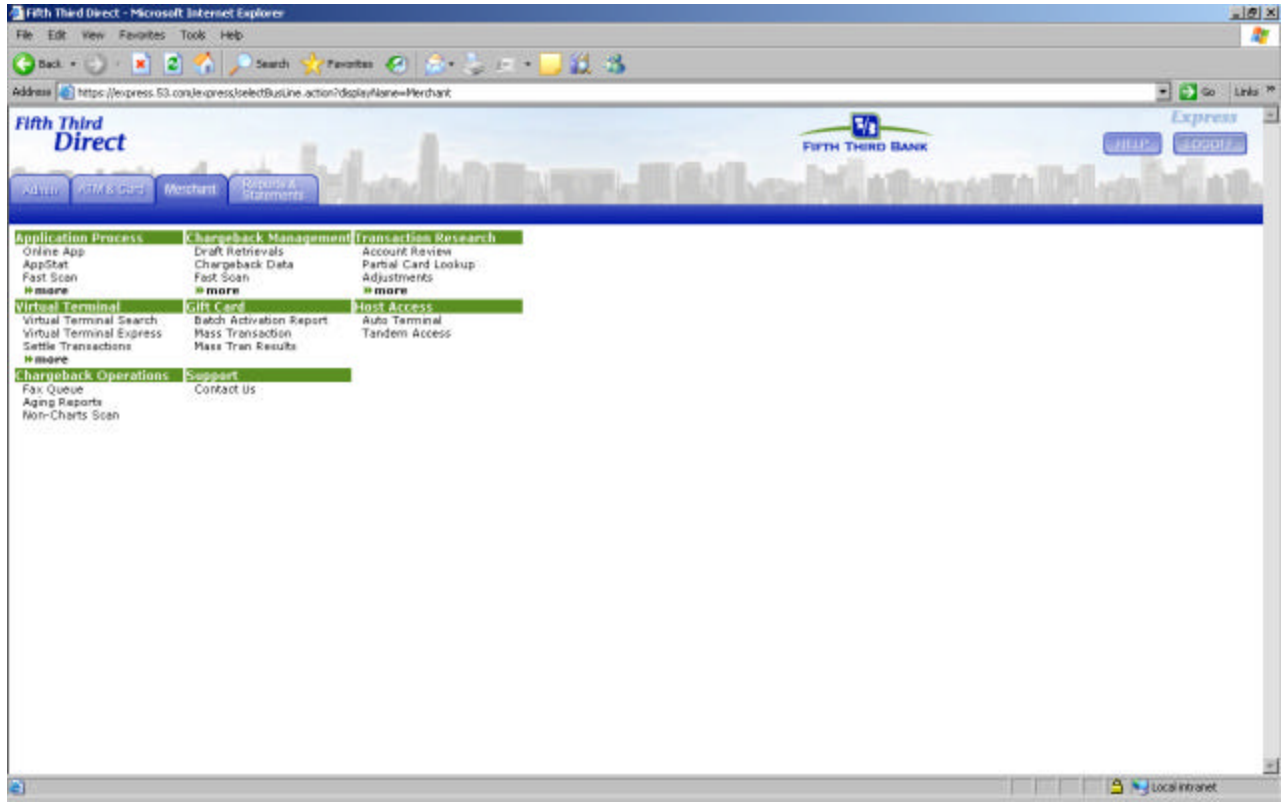 Fifth Third Direct - Microsoft Internet Explorer
File Edit View Favorites Tools Help
Back Search Favorites
Address https://express.53.com/express/selectBusLine.action?displayName=Merchant Go Links »
Fifth Third
Direct
FIFTH THIRD BANK
Express
HELP LOGOFF
Admin ATM & Card Merchant Reports & Statements
Application Process Chargeback Management Transaction Research
Online App Draft Retrievals Account Review
AppStat Chargeback Data Partial Card Lookup
Fast Scan Fast Scan Adjustments
more more more
Virtual Terminal Gift Card Host Access
Virtual Terminal Search Batch Activation Report Auto Terminal
Virtual Terminal Express Mass Transaction Tandem Access
Settle Transactions Mass Tran Results
more
Chargeback Operations Support
Fax Queue Contact Us
Aging Reports
Non-Charts Scan
Local intranet